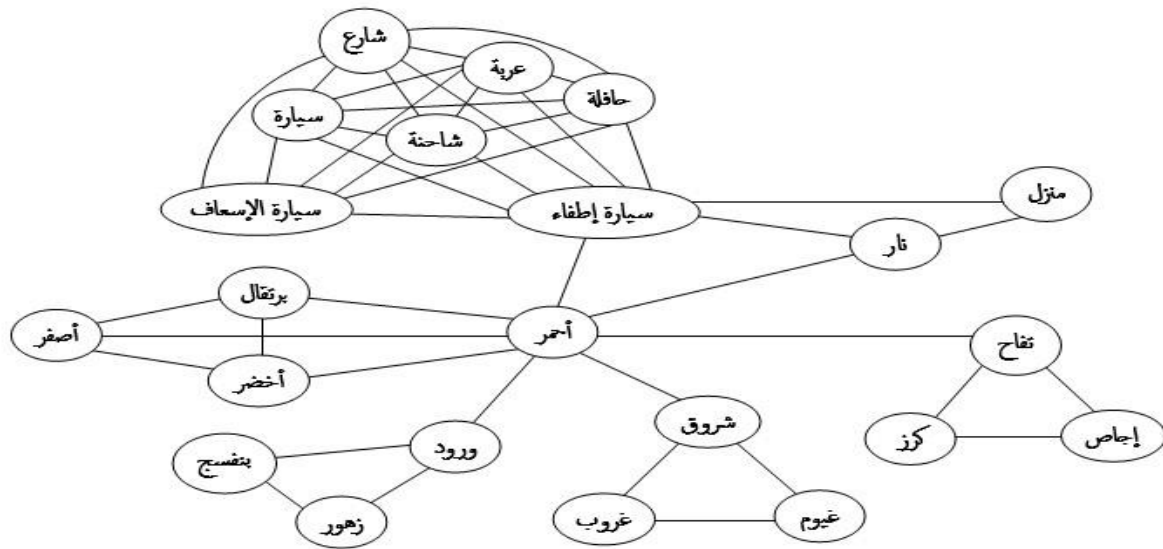 شارع
عربة
حافلة
سيارة
شاحنة
منزل
سيارة الإسعاف
سيارة إطفاء
نار
برتقال
أحمر
أصفر
تفاح
أخضر
شروق
كرز
إجاص
ورود
بنفسج
زهور
غروب
غيوم